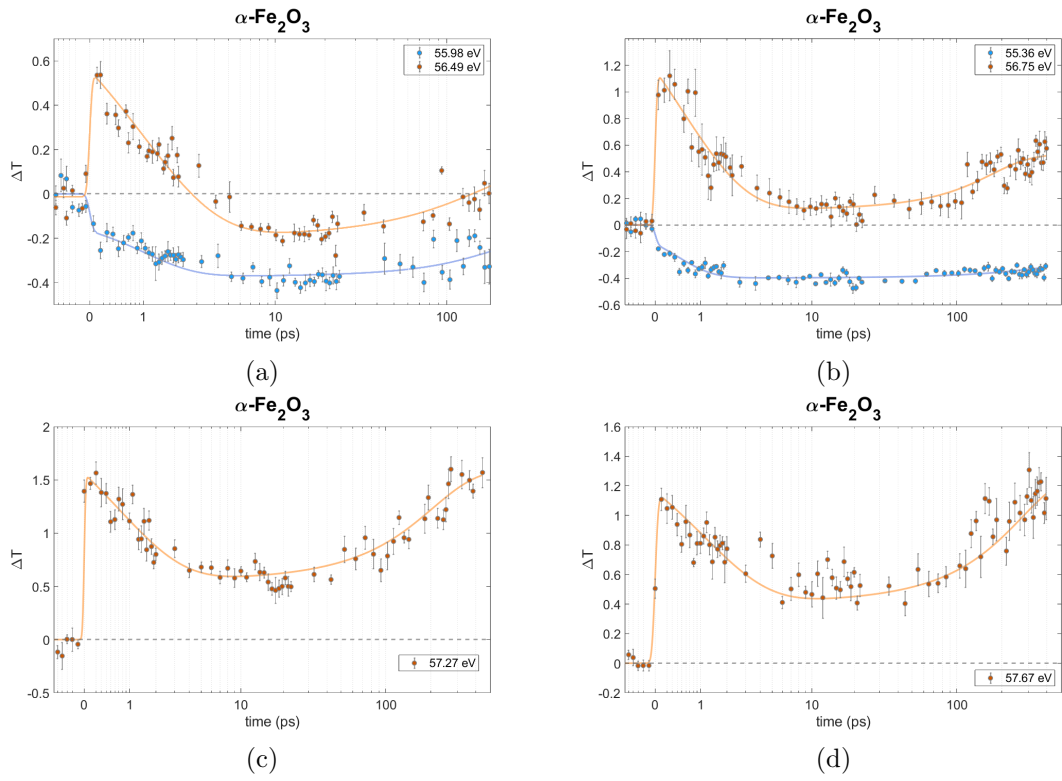 α-Fe₂O₃
55.98 eV
56.49 eV
0.6
0.4
0.2
0
-0.2
-0.4
ΔT
0 1 10 100
time (ps)
(a)
α-Fe₂O₃
55.36 eV
56.75 eV
1.4
1.2
1
0.8
0.6
0.4
0.2
0
-0.2
-0.4
-0.6
ΔT
0 1 10 100
time (ps)
(b)
α-Fe₂O₃
2
1.5
1
0.5
0
-0.5
ΔT
57.27 eV
0 1 10 100
time (ps)
(c)
α-Fe₂O₃
1.6
1.4
1.2
1
0.8
0.6
0.4
0.2
0
-0.2
ΔT
57.67 eV
0 1 10 100
time (ps)
(d)